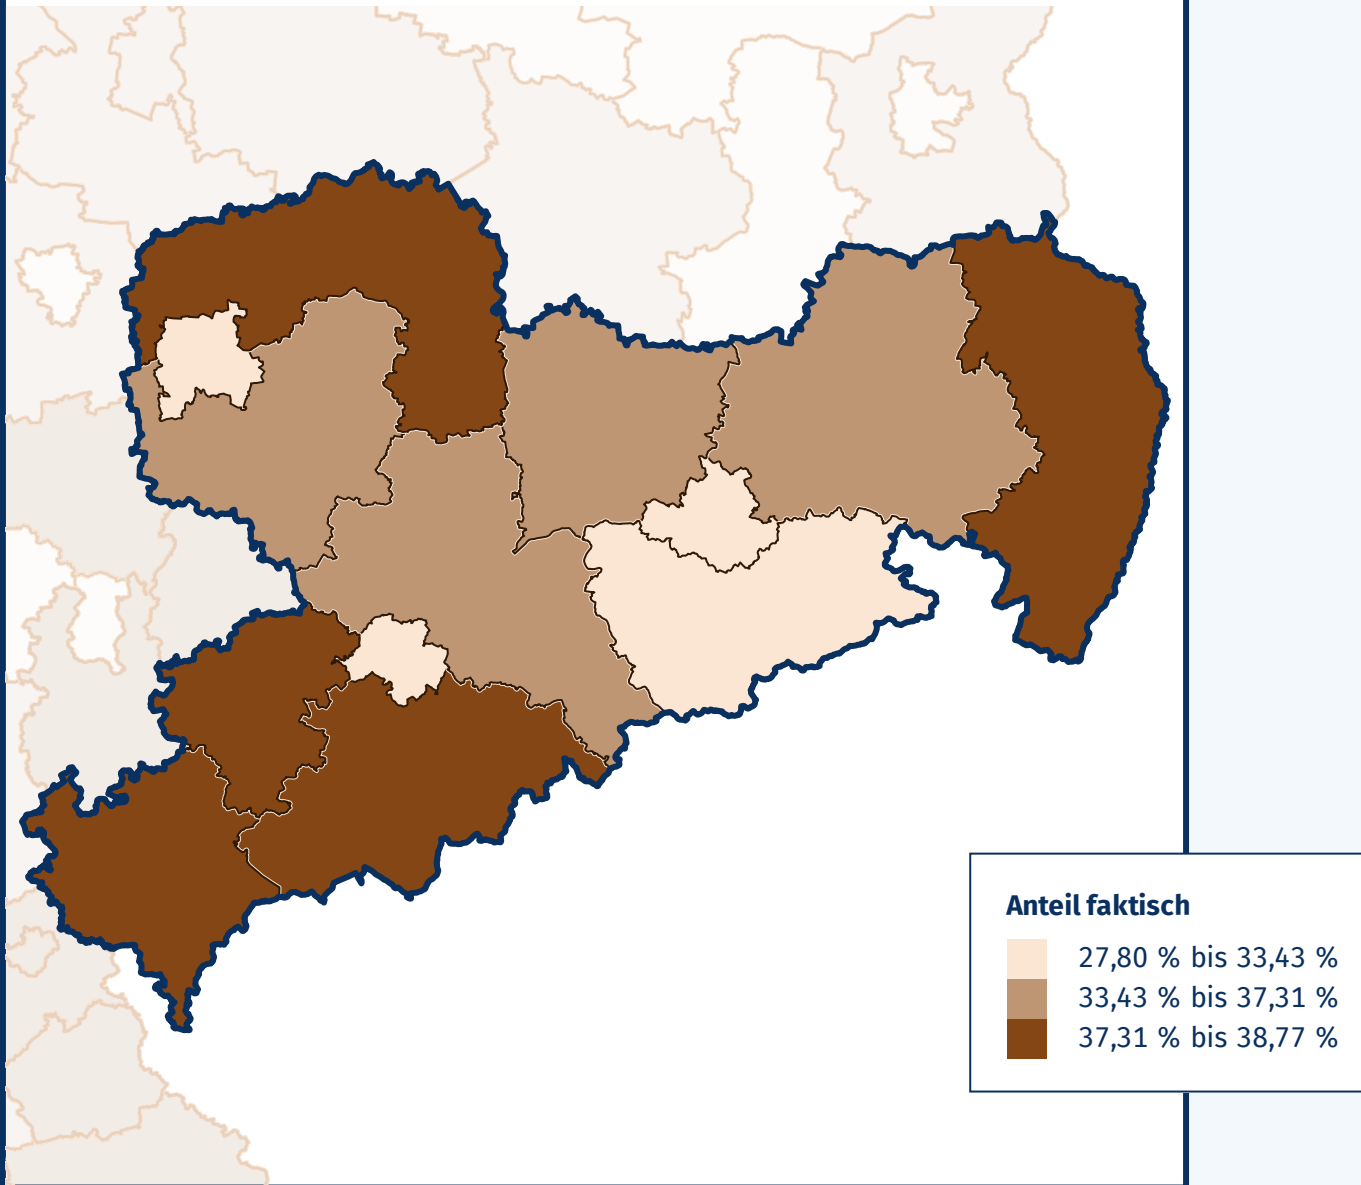 Anteil faktisch
27,80 % bis 33,43 %
33,43 % bis 37,31 %
37,31 % bis 38,77 %